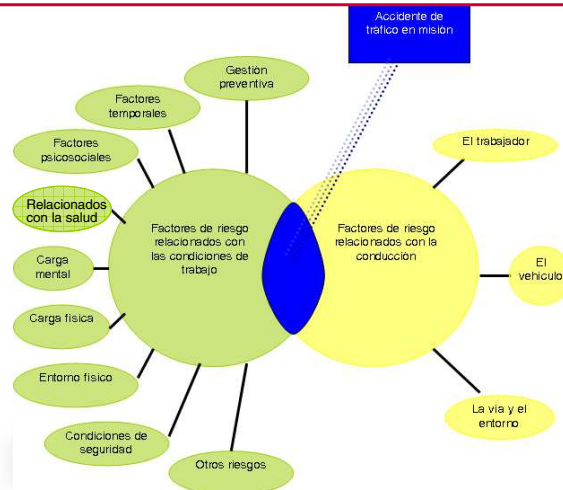 Accidente de
tráfico en misión
Gestión
preventiva
Factores
temporales
Factores
psicosociales
Relacionados
con la salud
Carga
mental
Carga física
Entorno físico
Condiciones de
seguridad
Otros riesgos
Factores de riesgo
relacionados con
las condiciones de
trabajo
Factores de riesgo
relacionados con la
conducción
El trabajador
El
vehículo
La vía y el
entorno